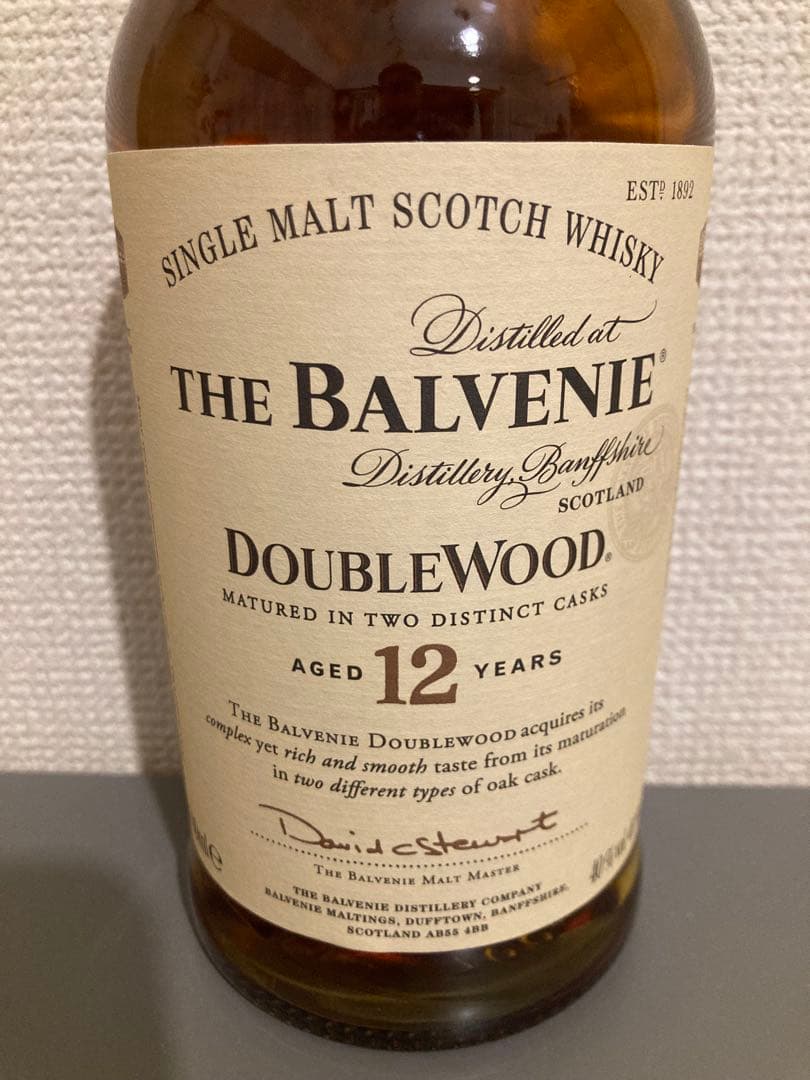 ESTD 1892
SINGLE MALT SCOTCH WHISKY
Distilled at
THE BALVENIE®
Distillery, Banffshire
SCOTLAND
DOUBLEWOOD®
MATURED IN TWO DISTINCT CASKS
AGED 12 YEARS
THE BALVENIE DOUBLEWOOD acquires its
complex yet rich and smooth taste from its maturation
in two different types of oak cask.
David C Stewart
THE BALVENIE MALT MASTER
THE BALVENIE DISTILLERY COMPANY
BALVENIE MALTINGS, DUFFTOWN, BANFFSHIRE,
SCOTLAND AB55 4BB